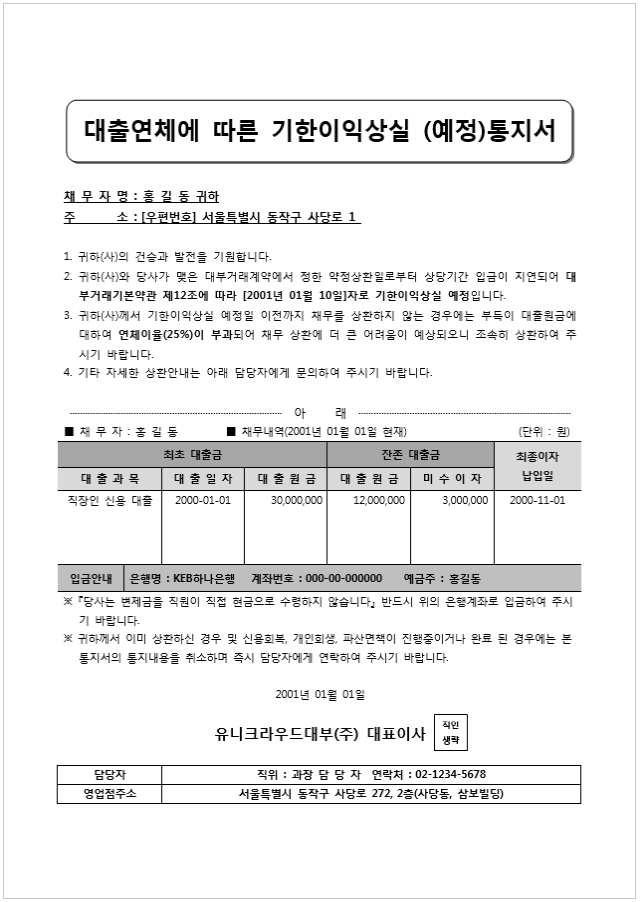 대출연체에 따른 기한이익상실 (예정)통지서
채 무 자 명 : 홍 길 동 귀하
주 소 : [우편번호] 서울특별시 동작구 사당로 1
1. 귀하(사)의 건승과 발전을 기원합니다.
2. 귀하(사)와 당사가 맺은 대부거래계약에서 정한 약정상환일로부터 상당기간 입금이 지연되어 대
부거래기본약관 제12조에 따라 [2001년 01월 10일]자로 기한이익상실 예정입니다.
3. 귀하(사)께서 기한이익상실 예정일 이전까지 채무를 상환하지 않는 경우에는 부득이 대출원금에
대하여 연체이율(25%)이 부과되어 채무 상환에 더 큰 어려움이 예상되오니 조속히 상환하여 주
시기 바랍니다.
4. 기타 자세한 상환안내는 아래 담당자에게 문의하여 주시기 바랍니다.
아 래
■ 채 무 자 : 홍 길 동 ■ 채무내역(2001년 01월 01일 현재) (단위 : 원)
최초 대출금 잔존 대출금 최종이자
납입일
대 출 과 목 대 출 일 자 대 출 원 금 대 출 원 금 미 수 이 자
직장인 신용 대출 2000-01-01 30,000,000 12,000,000 3,000,000 2000-11-01
입금안내 은행명 : KEB하나은행 계좌번호 : 000-00-000000 예금주 : 홍길동
※ 『당사는 변제금을 직원이 직접 현금으로 수령하지 않습니다』 반드시 위의 은행계좌로 입금하여 주시
기 바랍니다.
※ 귀하께서 이미 상환하신 경우 및 신용회복, 개인회생, 파산면책이 진행중이거나 완료 된 경우에는 본
통지서의 통지내용을 취소하며 즉시 담당자에게 연락하여 주시기 바랍니다.
2001년 01월 01일
유니크라우드대부(주) 대표이사 직인
생략
담당자 직위 : 과장 담 당 자 연락처 : 02-1234-5678
영업점주소 서울특별시 동작구 사당로 272, 2층(사당동, 삼보빌딩)